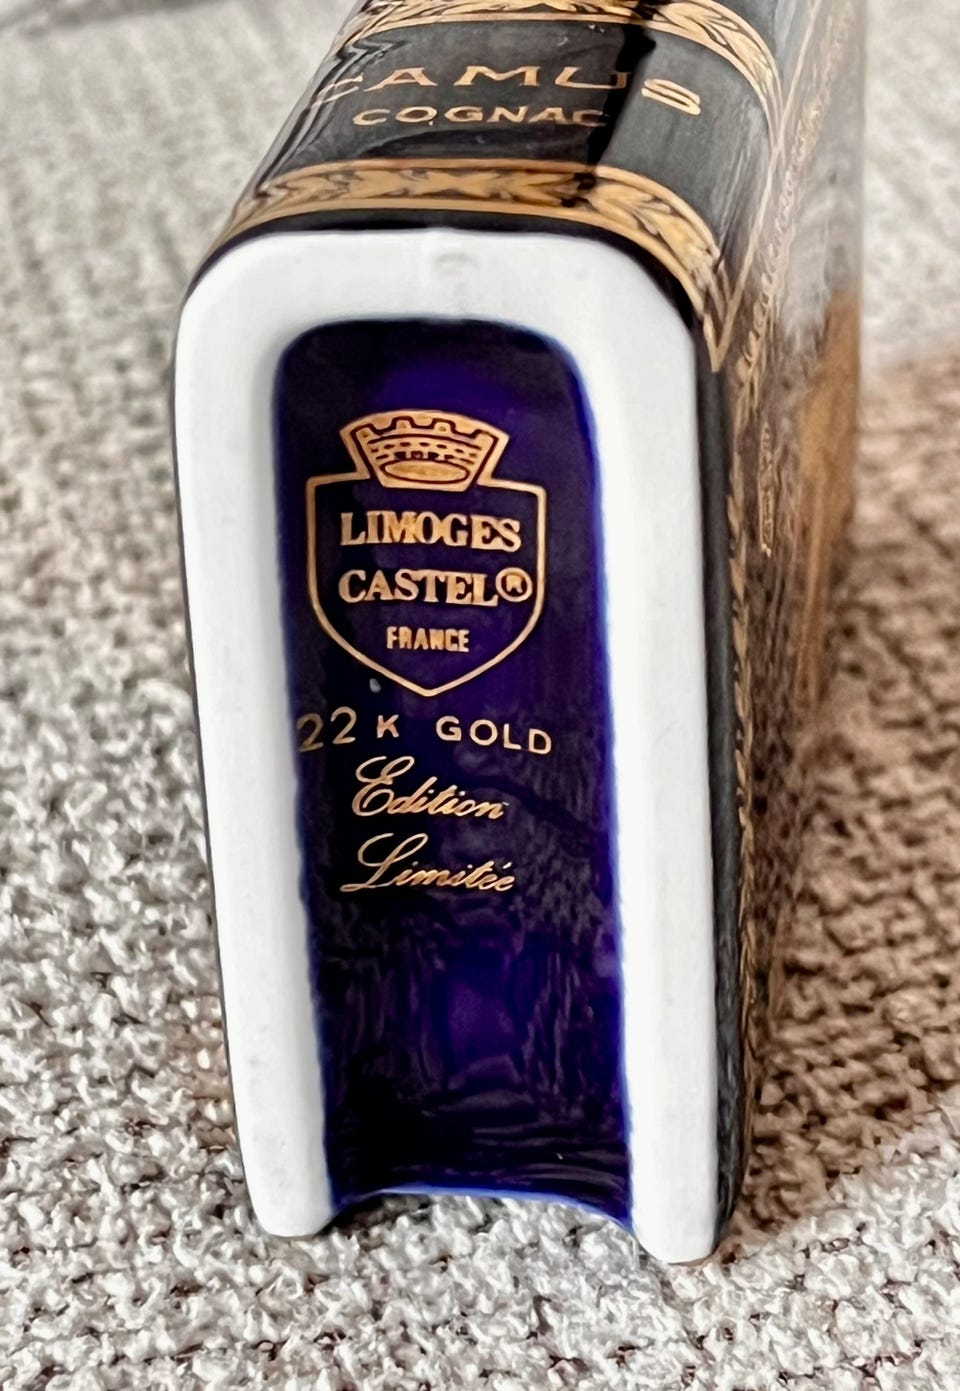 CAMUS
COGNAC
LIMOGES
CASTEL®
FRANCE
22 K GOLD
Edition
Limitée